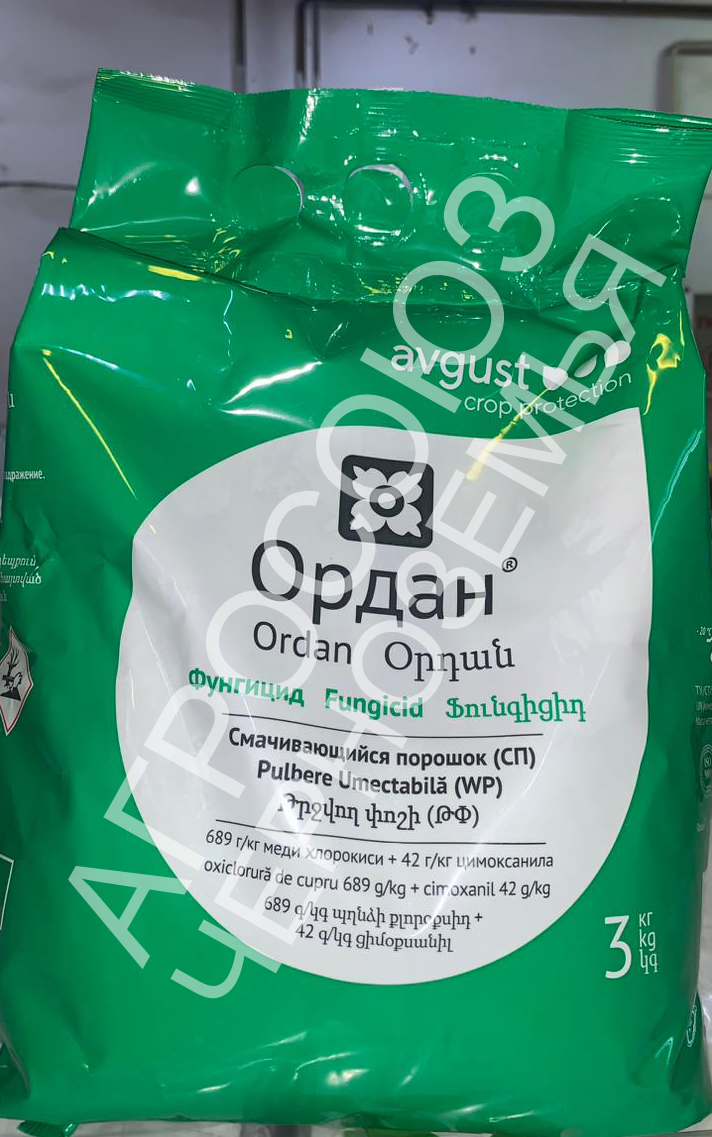 avgust
crop protection
Ордан®
Ordan Օրդան
Фунгицид Fungicid Ֆունգիցիդ
Смачивающийся порошок (СП)
Pulbere Umectabilă (WP)
Թրջվող փոշի (ԹՓ)
689 г/кг меди хлорокиси + 42 г/кг цимоксанила
oxiclorură de cupru 689 g/kg + cimoxanil 42 g/kg
689 գ/կգ պղնձի քլորօքսիդ +
42 գ/կգ ցիմօքսանիլ
3 кг
kg
կգ
АГРОСОЮЗ
ЧЕРНОЗЕМЬЯ